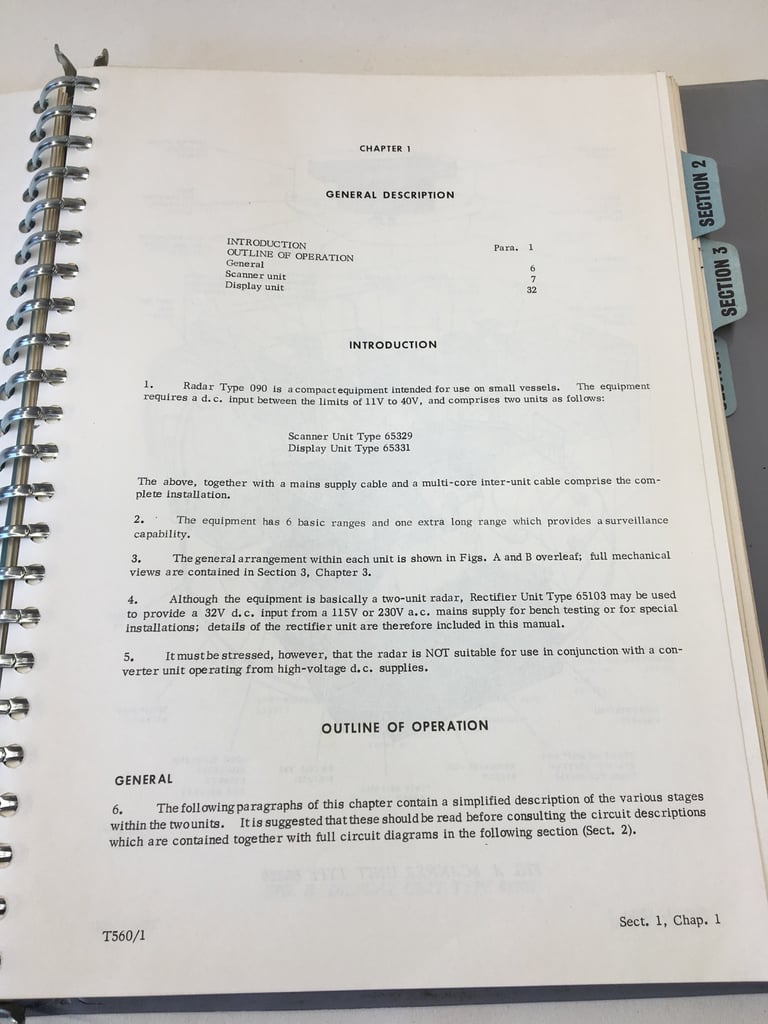 CHAPTER 1
GENERAL DESCRIPTION
INTRODUCTION Para. 1
OUTLINE OF OPERATION
General 6
Scanner unit 7
Display unit 32
INTRODUCTION
1. Radar Type 090 is a compact equipment intended for use on small vessels. The equipment
requires a d.c. input between the limits of 11V to 40V, and comprises two units as follows:
Scanner Unit Type 65329
Display Unit Type 65331
The above, together with a mains supply cable and a multi-core inter-unit cable comprise the com-
plete installation.
2. The equipment has 6 basic ranges and one extra long range which provides a surveillance
capability.
3. The general arrangement within each unit is shown in Figs. A and B overleaf; full mechanical
views are contained in Section 3, Chapter 3.
4. Although the equipment is basically a two-unit radar, Rectifier Unit Type 65103 may be used
to provide a 32V d.c. input from a 115V or 230V a.c. mains supply for bench testing or for special
installations; details of the rectifier unit are therefore included in this manual.
5. It must be stressed, however, that the radar is NOT suitable for use in conjunction with a con-
verter unit operating from high-voltage d.c. supplies.
OUTLINE OF OPERATION
GENERAL
6. The following paragraphs of this chapter contain a simplified description of the various stages
within the two units. It is suggested that these should be read before consulting the circuit descriptions
which are contained together with full circuit diagrams in the following section (Sect. 2).
T560/1
Sect. 1, Chap. 1
SECTION 2
SECTION 3